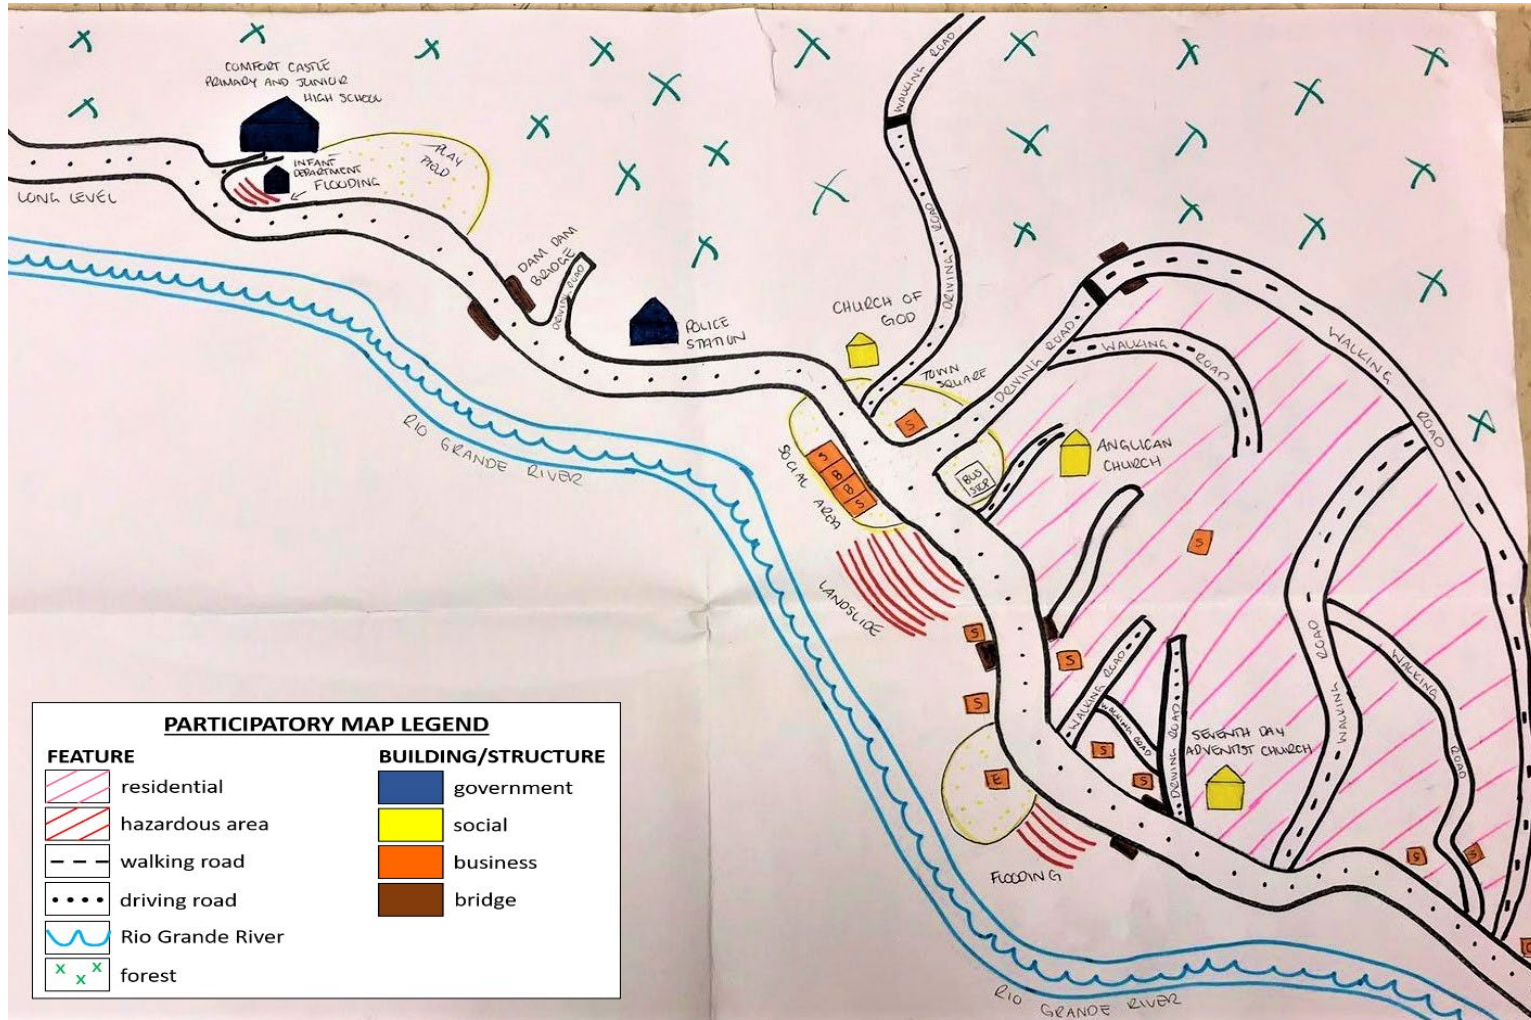 COMFORT CASTLE
PRIMARY AND JUNIOR
HIGH SCHOOL
INFANT
DEPARTMENT
FLOODING
PLAY
FIELD
LONG LEVEL
DAM DAM
BRIDGE
DRIVING ROAD
POLICE
STATION
WALKING ROAD
DRIVING ROAD
CHURCH OF
GOD
TOWN
SQUARE
S
DRIVING ROAD
WALKING ROAD
WALKING ROAD
RIO GRANDE RIVER
SOCIAL AREA
S
B
B
S
BUS
STOP
ANGLICAN
CHURCH
S
LANDSLIDE
S
S
S
WALKING ROAD
WALKING ROAD
DRIVING ROAD
S
S
SEVENTH DAY
ADVENTIST CHURCH
WALKING ROAD
WALKING ROAD
E
FLOODING
S
S
RIO GRANDE RIVER
PARTICIPATORY MAP LEGEND
FEATURE
residential
hazardous area
walking road
driving road
Rio Grande River
forest
BUILDING/STRUCTURE
government
social
business
bridge